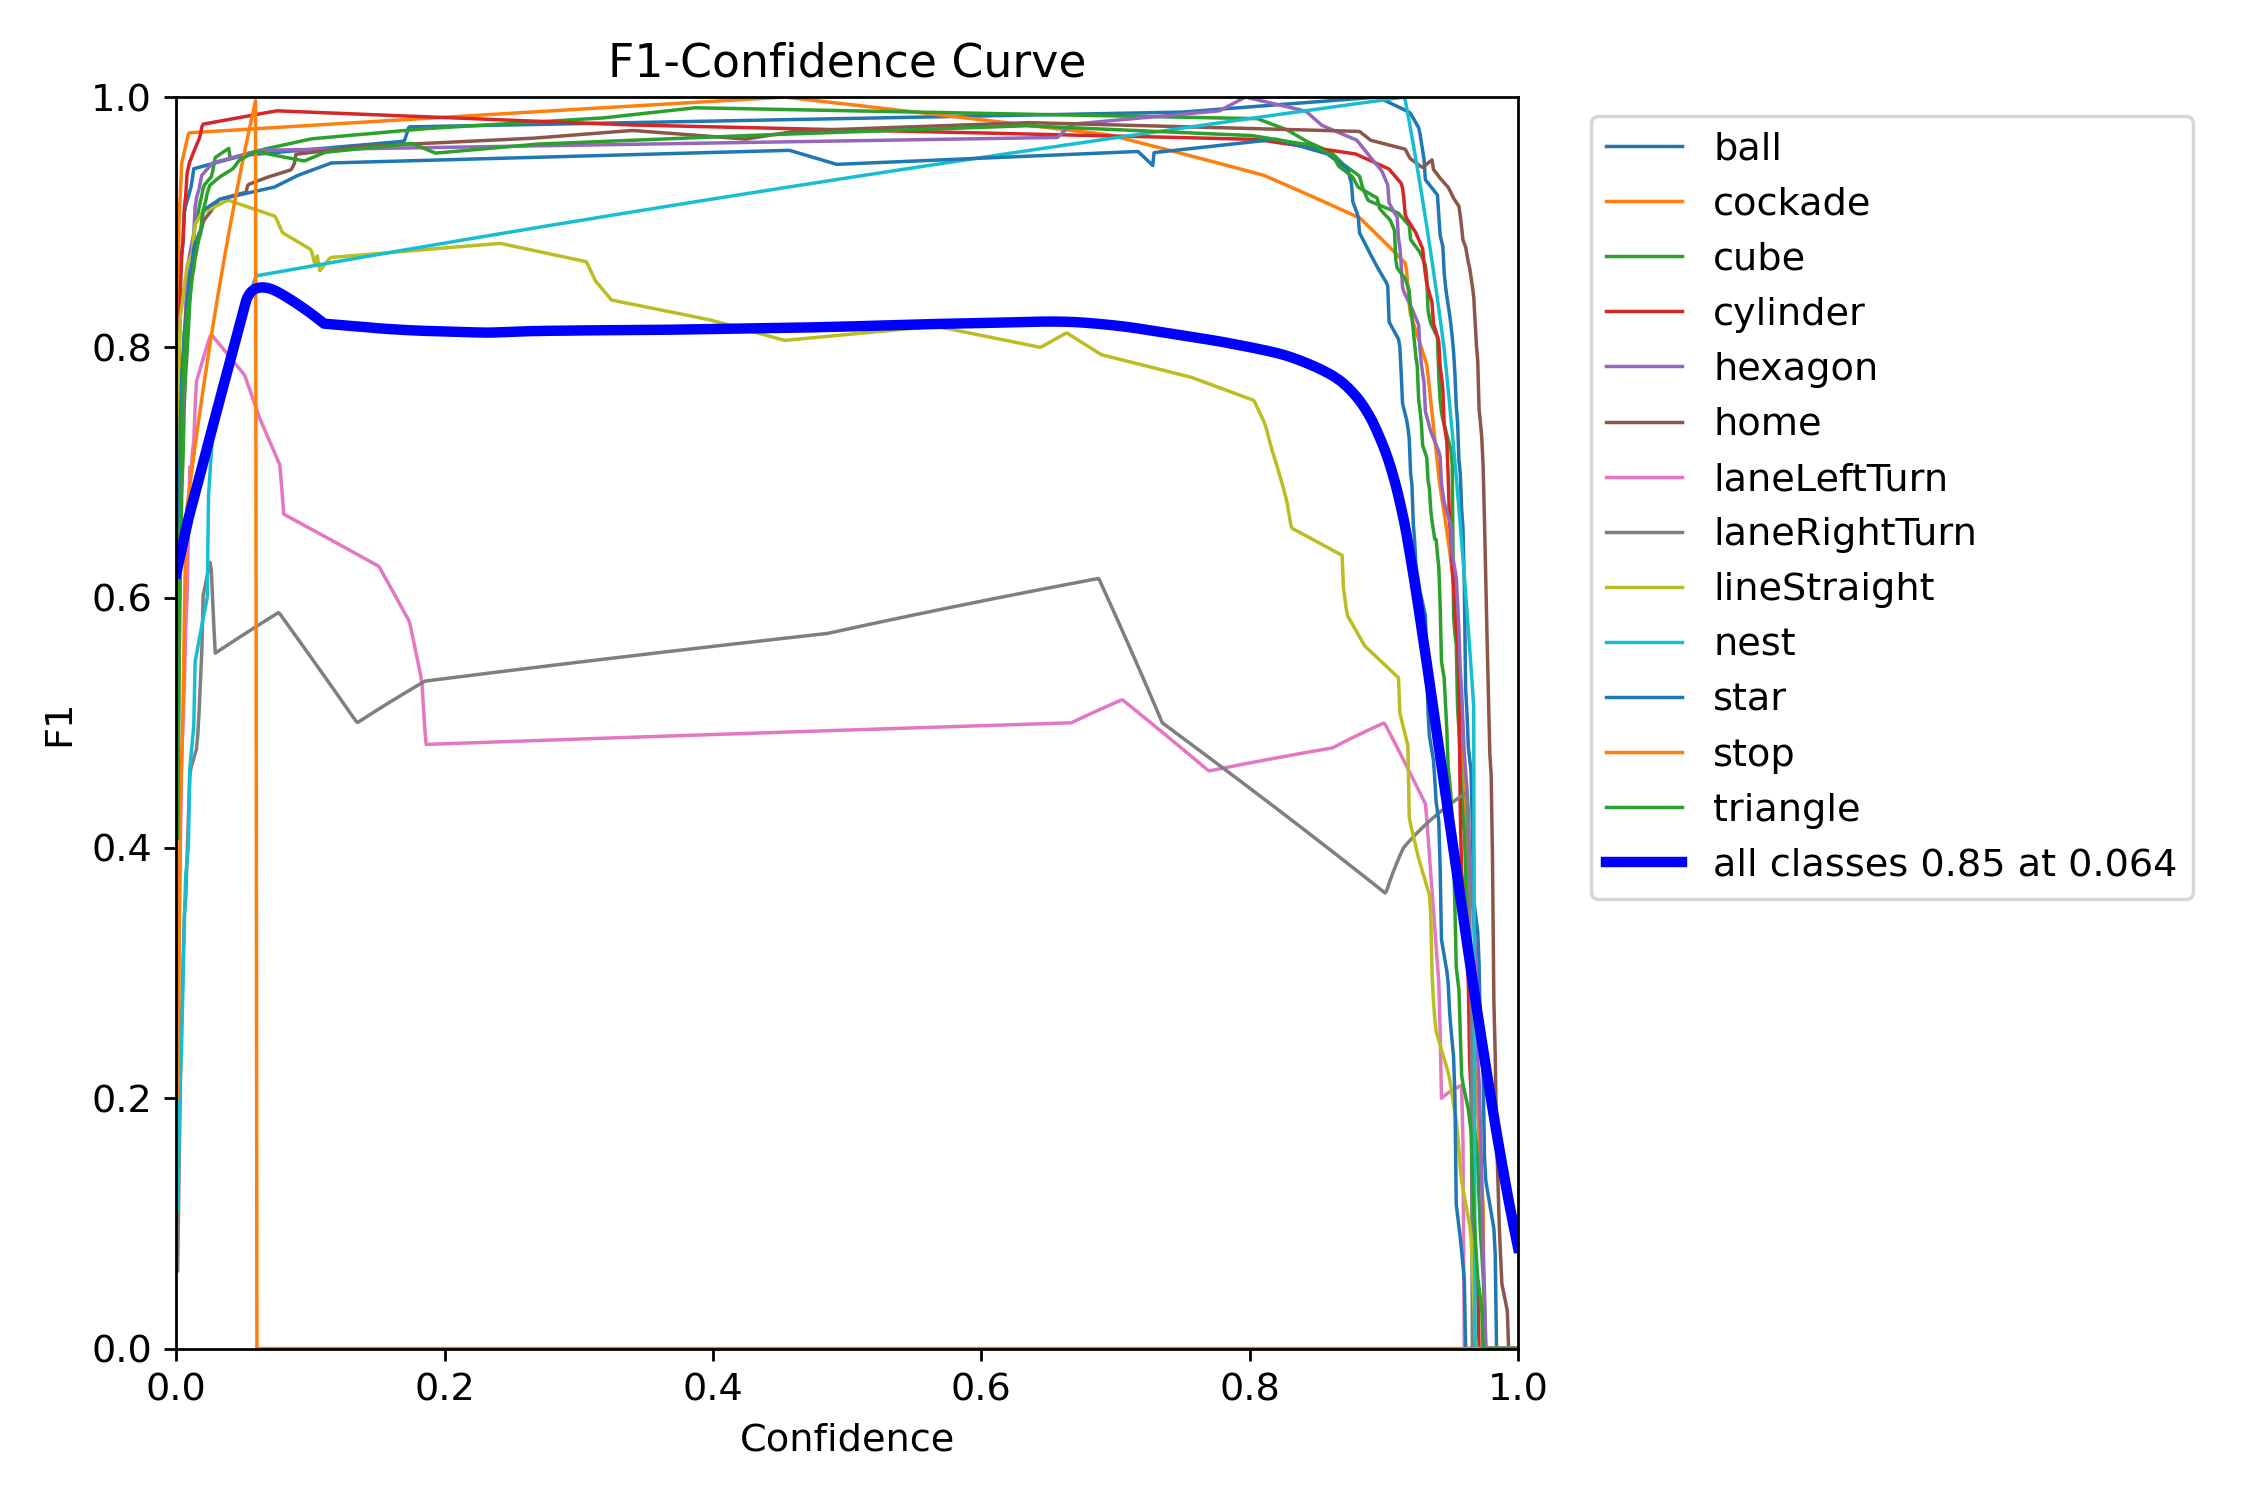 F1-Confidence Curve
1.0
0.8
0.6
0.4
0.2
0.0
F1
0.0 0.2 0.4 0.6 0.8 1.0
Confidence
ball
cockade
cube
cylinder
hexagon
home
laneLeftTurn
laneRightTurn
lineStraight
nest
star
stop
triangle
all classes 0.85 at 0.064